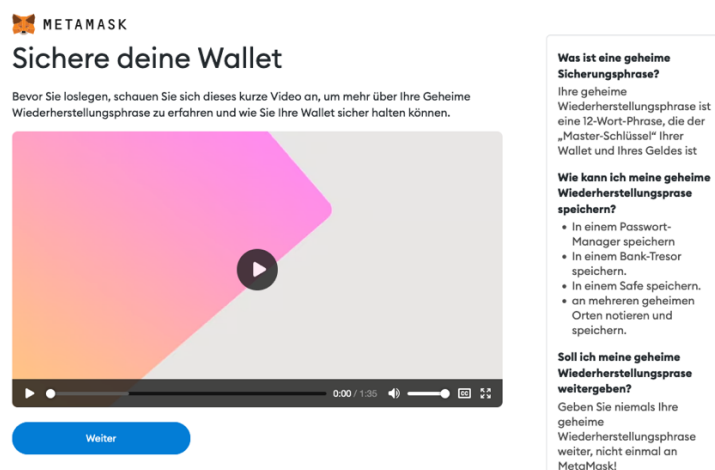 METAMASK
Sichere deine Wallet
Bevor Sie loslegen, schauen Sie sich dieses kurze Video an, um mehr über Ihre Geheime
Wiederherstellungsphrase zu erfahren und wie Sie Ihre Wallet sicher halten können.
0:00 / 1:35
CC
Weiter
Was ist eine geheime
Sicherungsphrase?
Ihre geheime
Wiederherstellungsphrase ist
eine 12-Wort-Phrase, die der
„Master-Schlüssel“ Ihrer
Wallet und Ihres Geldes ist
Wie kann ich meine geheime
Wiederherstellungsprase
speichern?
• In einem Passwort-
Manager speichern
• In einem Bank-Tresor
speichern.
• In einem Safe speichern.
• an mehreren geheimen
Orten notieren und
speichern.
Soll ich meine geheime
Wiederherstellungsprase
weitergeben?
Geben Sie niemals Ihre
geheime
Wiederherstellungsphrase
weiter, nicht einmal an
MetaMask!